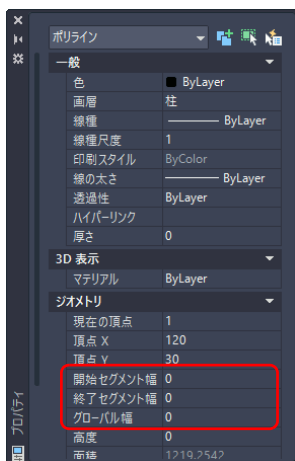 ポリライン
一般
色 ByLayer
画層 柱
線種 ByLayer
線種尺度 1
印刷スタイル ByColor
線の太さ ByLayer
透過性 ByLayer
ハイパーリンク
厚さ 0
3D 表示
マテリアル ByLayer
ジオメトリ
現在の頂点 1
頂点 X 120
頂点 Y 30
開始セグメント幅 0
終了セグメント幅 0
グローバル幅 0
高度 0
面積 1219.2542
プロパティ